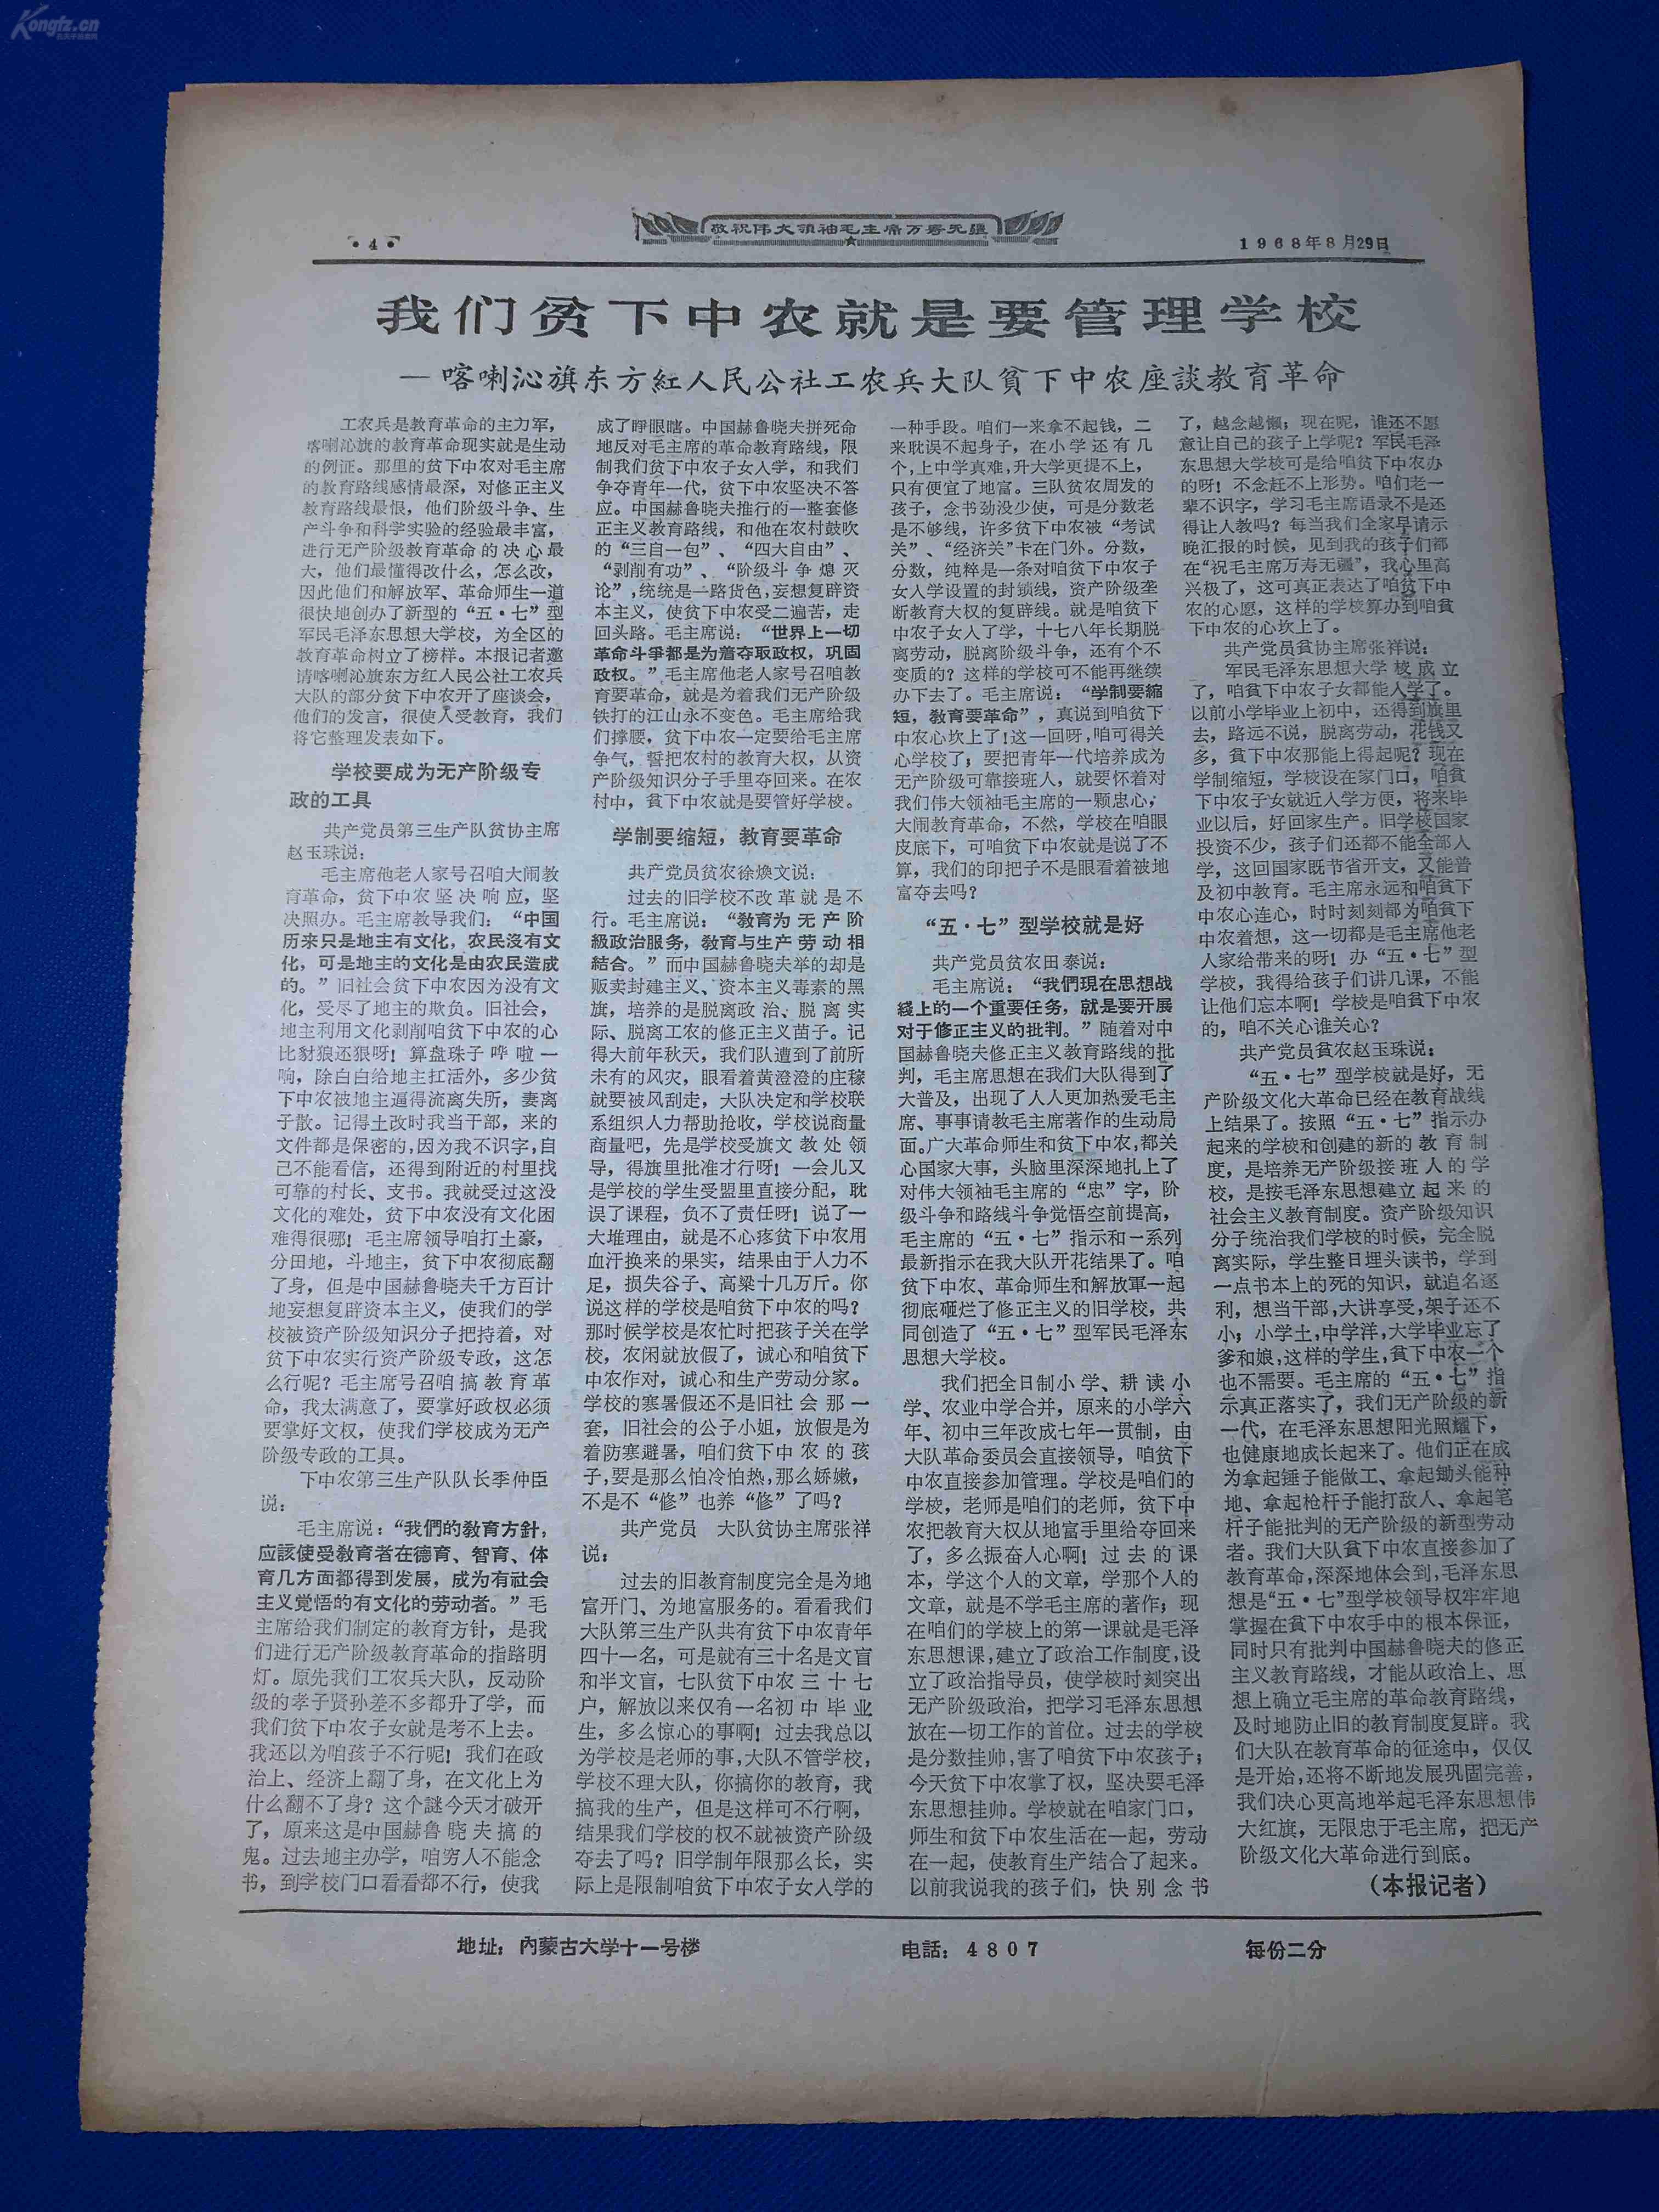 Kongfz.cn
·4·
敬祝伟大領袖毛主席万寿无疆
1968年8月29日
我们贫下中农就是要管理学校
—喀喇沁旗东方紅人民公社工农兵大队貧下中农座談教育革命
工农兵是教育革命的主力军，
喀喇沁旗的教育革命现实就是生动
的例证。那里的贫下中农对毛主席
的教育路线感情最深，对修正主义
教育路线最恨，他们阶级斗争、生
产斗争和科学实验的经验最丰富，
进行无产阶级教育革命的决心最
大，他们最懂得改什么，怎么改，
因此他们和解放军、革命师生一道
很快地创办了新型的“五·七”型
军民毛泽东思想大学校，为全区的
教育革命树立了榜样。本报记者邀
请喀喇沁旗东方红人民公社工农兵
大队的部分贫下中农开了座谈会，
他们的发言，很使人受教育，我们
将它整理发表如下。
学校要成为无产阶级专
政的工具
共产党员第三生产队贫协主席
赵玉珠说：
毛主席他老人家号召咱大闹教
育革命，贫下中农坚决响应，坚
决照办。毛主席教导我们：“中国
历来只是地主有文化，农民没有文
化，可是地主的文化是由农民造成
的。”旧社会贫下中农因为没有文
化，受尽了地主的欺负。旧社会，
地主利用文化剥削咱贫下中农的心
比豺狼还狠呀！算盘珠子哗啦一
响，除白白给地主扛活外，多少贫
下中农被地主逼得流离失所，妻离
子散。记得土改时我当干部，来的
文件都是保密的，因为我不识字，自
己不能看信，还得到附近的村里找
可靠的村长、支书。我就受过这没
文化的难处，贫下中农没有文化困
难得很哪！毛主席领导咱打土豪，
分田地，斗地主，贫下中农彻底翻
了身，但是中国赫鲁晓夫千方百计
地妄想复辟资本主义，使我们的学
校被资产阶级知识分子把持着，对
贫下中农实行资产阶级专政，这怎
么行呢？毛主席号召咱搞教育革
命，我太满意了，要掌好政权必须
要掌好文权，使我们学校成为无产
阶级专政的工具。
下中农第三生产队队长季仲臣
说：
毛主席说：“我們的教育方針，
应該使受教育者在德育、智育、体
育几方面都得到发展，成为有社会
主义觉悟的有文化的劳动者。”毛
主席给我们制定的教育方针，是我
们进行无产阶级教育革命的指路明
灯。原先我们工农兵大队，反动阶
级的孝子贤孙差不多都升了学，而
我们贫下中农子女就是考不上去。
我还以为咱孩子不行呢！我们在政
治上、经济上翻了身，在文化上为
什么翻不了身？这个謎今天才破开
了，原来这是中国赫鲁晓夫搞的
鬼。过去地主办学，咱穷人不能念
书，到学校门口看看都不行，使我
成了睁眼瞎。中国赫鲁晓夫拼死命
地反对毛主席的革命教育路线，限
制我们贫下中农子女入学，和我们
争夺青年一代，贫下中农坚决不答
应。中国赫鲁晓夫推行的一整套修
正主义教育路线，和他在农村鼓吹
的“三自一包”、“四大自由”、
“剥削有功”、“阶级斗争熄灭
论”，统统是一路货色，妄想复辟资
本主义，使贫下中农受二遍苦，走
回头路。毛主席说：“世界上一切
革命斗爭都是为着夺取政权，巩固
政权。”毛主席他老人家号召咱教
育要革命，就是为着我们无产阶级
铁打的江山永不变色。毛主席给我
们撑腰，贫下中农一定要给毛主席
争气，誓把农村的教育大权，从资
产阶级知识分子手里夺回来。在农
村中，貧下中农就是要管好学校。
学制要缩短，教育要革命
共产党员贫农徐焕文说：
过去的旧学校不改革就是不
行。毛主席说：“教育为无产阶
級政治服务，教育与生产劳动相
結合。”而中国赫鲁晓夫举的却是
贩卖封建主义、资本主义毒素的黑
旗，培养的是脱离政治、脱离实
际、脱离工农的修正主义苗子。记
得大前年秋天，我们队遭到了前所
未有的风灾，眼看着黄澄澄的庄稼
就要被风刮走，大队决定和学校联
系组织人力帮助抢收，学校说商量
商量吧，先是学校受旗文教处领
导，得旗里批准才行呀！一会儿又
是学校的学生受盟里直接分配，耽
误了课程，负不了责任呀！说了一
大堆理由，就是不心疼贫下中农用
血汗换来的果实，结果由于人力不
足，损失谷子、高粱十几万斤。你
说这样的学校是咱贫下中农的吗？
那时候学校是农忙时把孩子关在学
校，农闲就放假了，诚心和咱贫下
中农作对，诚心和生产劳动分家。
学校的寒暑假还不是旧社会那一
套，旧社会的公子小姐，放假是为
着防寒避暑，咱们贫下中农的孩
子，要是那么怕冷怕热，那么娇嫩，
不是不“修”也养“修”了吗？
共产党员　大队贫协主席张祥
说：
过去的旧教育制度完全是为地
富开门、为地富服务的。看看我们
大队第三生产队共有贫下中农青年
四十一名，可是就有三十名是文盲
和半文盲，七队贫下中农三十七
户，解放以来仅有一名初中毕业
生，多么惊心的事啊！过去我总以
为学校是老师的事，大队不管学校，
学校不理大队，你搞你的教育，我
搞我的生产，但是这样可不行啊，
结果我们学校的权不就被资产阶级
夺去了吗？旧学制年限那么长，实
际上是限制咱贫下中农子女入学的
一种手段。咱们一来拿不起钱，二
来耽误不起身子，在小学还有几
个，上中学真难，升大学更提不上，
只有便宜了地富。三队贫农周发的
孩子，念书劲没少使，可是分数老
是不够线，许多贫下中农被“考试
关”、“经济关”卡在门外。分数，
分数，纯粹是一条对咱贫下中农子
女入学设置的封锁线，资产阶级垄
断教育大权的复辟线。就是咱贫下
中农子女入了学，十七八年长期脱
离劳动，脱离阶级斗争，还有个不
变质的？这样的学校可不能再继续
办下去了。毛主席说：“学制要縮
短，教育要革命”，真说到咱贫下
中农心坎上了！这一回呀，咱可得关
心学校了，要把青年一代培养成为
无产阶级可靠接班人，就要怀着对
我们伟大领袖毛主席的一颗忠心，
大闹教育革命，不然，学校在咱眼
皮底下，可咱贫下中农就是说了不
算，我们的印把子不是眼看着被地
富夺去吗？
“五·七”型学校就是好
共产党员贫农田泰说：
毛主席说：“我們現在思想战
綫上的一个重要任务，就是要开展
对于修正主义的批判。”随着对中
国赫鲁晓夫修正主义教育路线的批
判，毛主席思想在我们大队得到了
大普及，出现了人人更加热爱毛主
席、事事请教毛主席著作的生动局
面。广大革命师生和贫下中农，都关
心国家大事，头脑里深深地扎上了
对伟大领袖毛主席的“忠”字，阶
级斗争和路线斗争觉悟空前提高，
毛主席的“五·七”指示和一系列
最新指示在我大队开花结果了。咱
贫下中农、革命师生和解放軍一起
彻底砸烂了修正主义的旧学校，共
同创造了“五·七”型军民毛泽东
思想大学校。
我们把全日制小学、耕读小
学、农业中学合并，原来的小学六
年、初中三年改成七年一贯制，由
大队革命委员会直接领导，咱贫下
中农直接参加管理。学校是咱们的
学校，老师是咱们的老师，贫下中
农把教育大权从地富手里给夺回来
了，多么振奋人心啊！过去的课
本，学这个人的文章，学那个人的
文章，就是不学毛主席的著作；现
在咱们的学校上的第一课就是毛泽
东思想课，建立了政治工作制度，设
立了政治指导员，使学校时刻突出
无产阶级政治，把学习毛泽东思想
放在一切工作的首位。过去的学校
是分数挂帅，害了咱贫下中农孩子；
今天贫下中农掌了权，坚决要毛泽
东思想挂帅。学校就在咱家门口，
师生和贫下中农生活在一起，劳动
在一起，使教育生产结合了起来。
以前我说我的孩子们，快别念书
了，越念越懒；现在呢，谁还不愿
意让自己的孩子上学呢？军民毛泽
东思想大学校可是给咱贫下中农办
的呀！不念赶不上形势。咱们老一
辈不识字，学习毛主席语录不是还
得让人教吗？每当我们全家早请示
晚汇报的时候，见到我的孩子们都
在“祝毛主席万寿无疆”，我心里高
兴极了，这可真正表达了咱贫下中
农的心愿，这样的学校算办到咱貧
下中农的心坎上了。
共产党员贫协主席张祥说：
军民毛泽东思想大学校成立
了，咱貧下中农子女都能入学了。
以前小学毕业上初中，还得到旗里
去，路远不说，脱离劳动，花钱又
多，貧下中农那能上得起呢？现在
学制缩短，学校设在家门口，咱貧
下中农子女就近入学方便，将来毕
业以后，好回家生产。旧学校国家
投资不少，孩子们还都不能全部入
学，这回国家既节省开支，又能普
及初中教育。毛主席永远和咱貧下
中农心连心，时时刻刻都为咱貧下
中农着想，这一切都是毛主席他老
人家给带来的呀！办“五·七”型
学校，我得给孩子们讲几课，不能
让他们忘本啊！学校是咱貧下中农
的，咱不关心谁关心？
共产党员貧农赵玉珠说：
“五·七”型学校就是好，无
产阶级文化大革命已经在教育战线
上结果了。按照“五·七”指示办
起来的学校和创建的新的教育制
度，是培养无产阶级接班人的学
校，是按毛泽东思想建立起来的
社会主义教育制度。资产阶级知识
分子统治我们学校的时候，完全脱
离实际，学生整日埋头读书，学到
一点书本上的死的知识，就追名逐
利，想当干部，大讲享受，架子还不
小；小学土，中学洋，大学毕业忘了
爹和娘，这样的学生，貧下中农一个
也不需要。毛主席的“五·七”指
示真正落实了，我们无产阶级的新
一代，在毛泽东思想阳光照耀下，
也健康地成长起来了。他们正在成
为拿起锤子能做工、拿起锄头能种
地、拿起枪杆子能打敌人、拿起笔
杆子能批判的无产阶级的新型劳动
者。我们大队貧下中农直接参加了
教育革命，深深地体会到，毛泽东思
想是“五·七”型学校领导权牢牢地
掌握在貧下中农手中的根本保证，
同时只有批判中国赫鲁晓夫的修正
主义教育路线，才能从政治上、思
想上确立毛主席的革命教育路线，
及时地防止旧的教育制度复辟。我
们大队在教育革命的征途中，仅仅
是开始，还将不断地发展巩固完善，
我们决心更高地举起毛泽东思想伟
大红旗，无限忠于毛主席，把无产
阶级文化大革命进行到底。
（本报记者）
地址：內蒙古大学十一号楼
电話：4807
每份二分